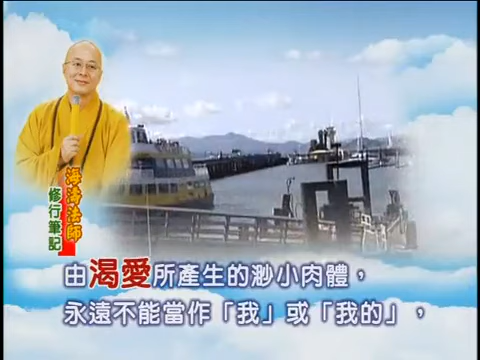 海濤法師
修行筆記
由渴愛所產生的渺小肉體，
永遠不能當作「我」或「我的」，